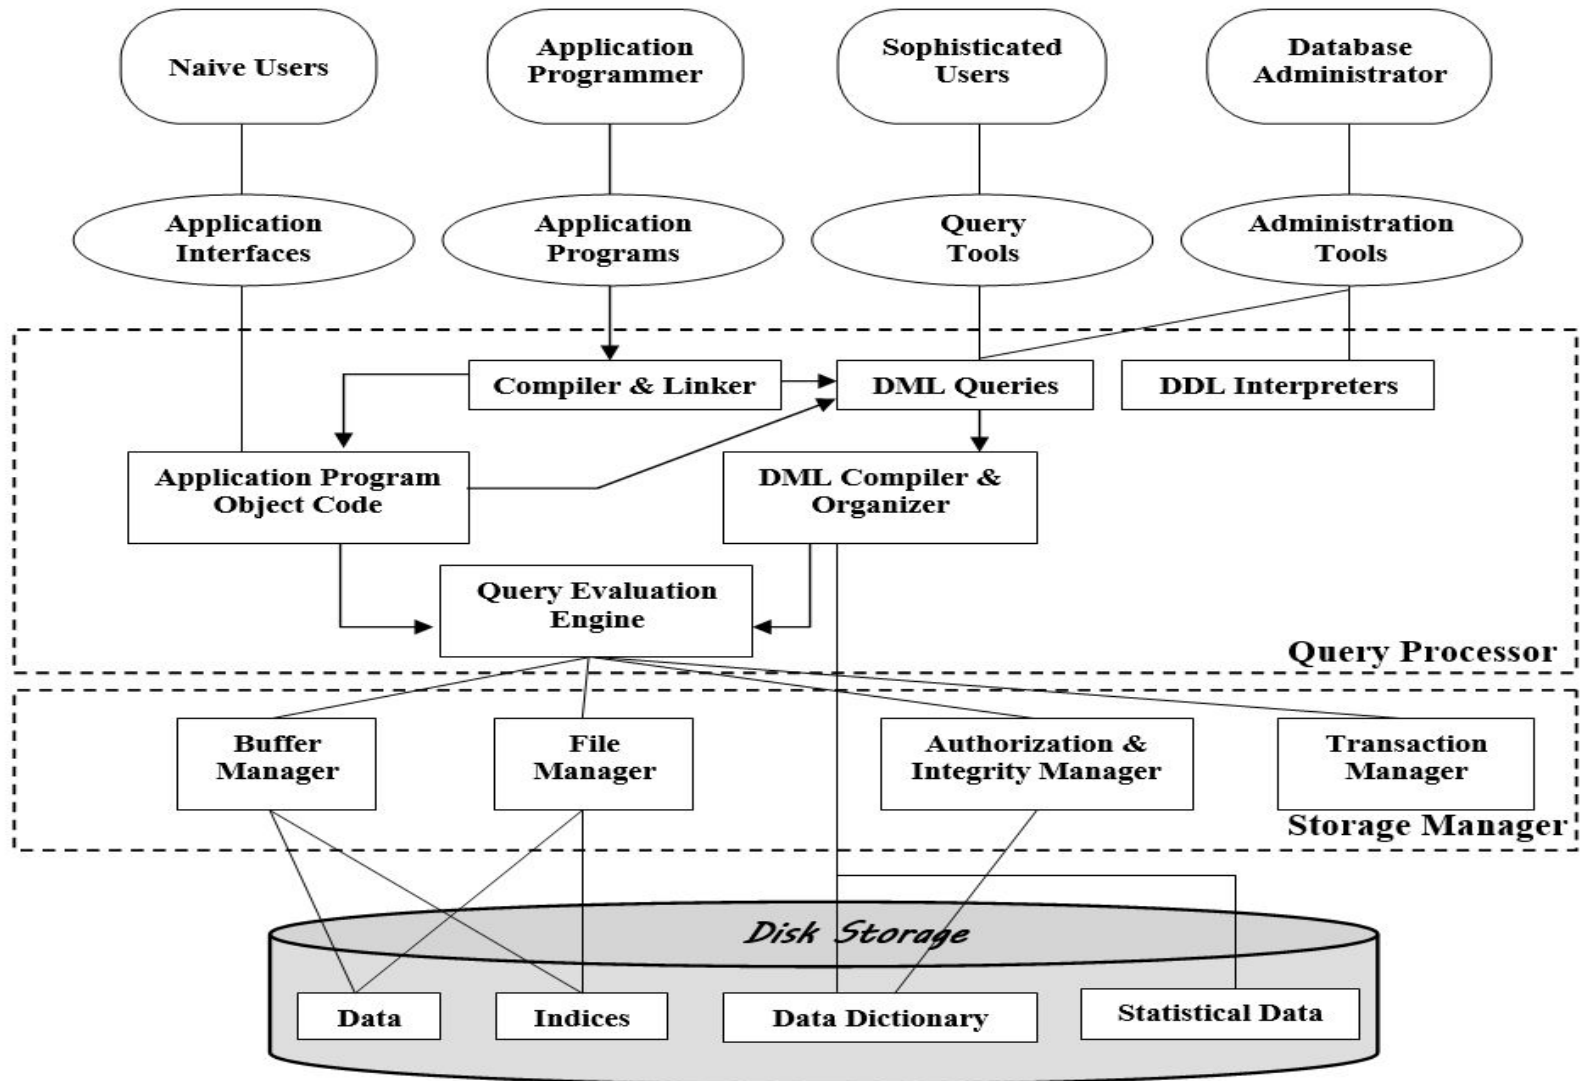 Naive Users
Application
Programmer
Sophisticated
Users
Database
Administrator
Application
Interfaces
Application
Programs
Query
Tools
Administration
Tools
Compiler & Linker
DML Queries
DDL Interpreters
Application Program
Object Code
DML Compiler &
Organizer
Query Evaluation
Engine
Query Processor
Buffer
Manager
File
Manager
Authorization &
Integrity Manager
Transaction
Manager
Storage Manager
Disk Storage
Data
Indices
Data Dictionary
Statistical Data